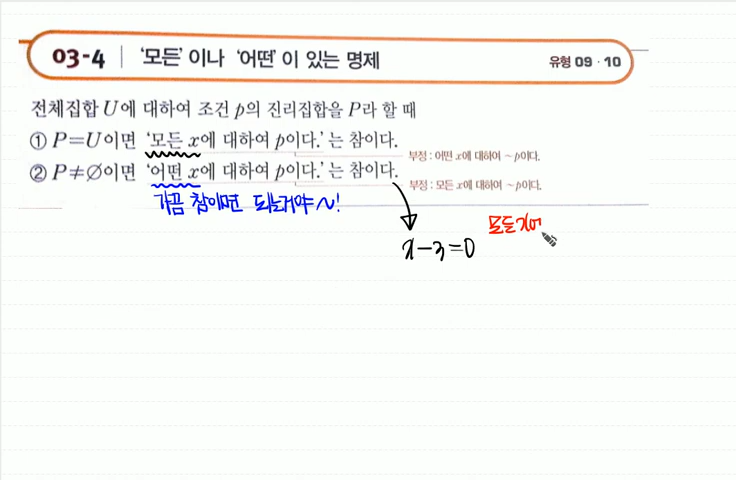 03-4 | '모든' 이나 '어떤' 이 있는 명제 유형 09·10
전체집합 U에 대하여 조건 p의 진리집합을 P라 할 때
① P=U이면 '모든 x에 대하여 p이다.'는 참이다.
부정 : 어떤 x에 대하여 ~p이다.
② P≠∅이면 '어떤 x에 대하여 p이다.'는 참이다.
부정 : 모든 x에 대하여 ~p이다.
가끔 참이면 되는거야~!
모든 x에
x-3=0